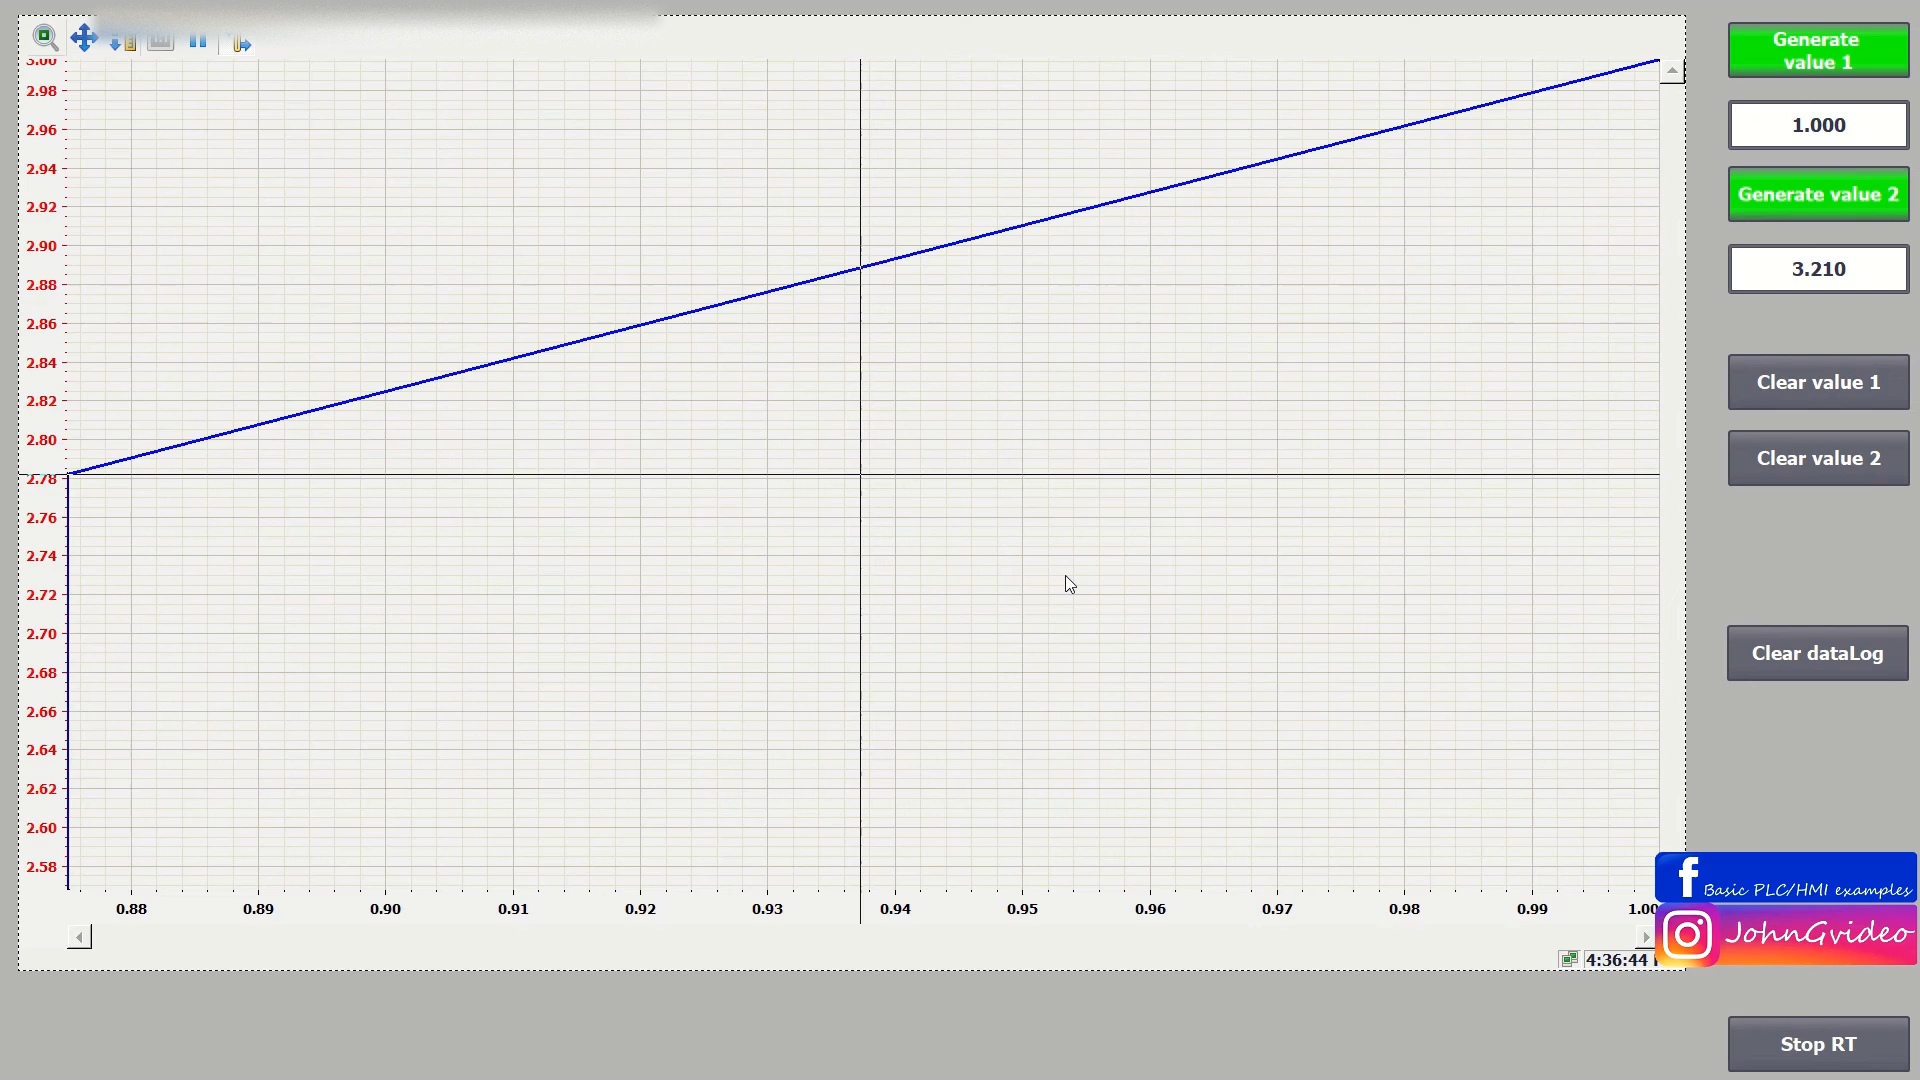 3.00
2.98
2.96
2.94
2.92
2.90
2.88
2.86
2.84
2.82
2.80
2.78
2.76
2.74
2.72
2.70
2.68
2.66
2.64
2.62
2.60
2.58
0.88 0.89 0.90 0.91 0.92 0.93 0.94 0.95 0.96 0.97 0.98 0.99 1.00
4:36:44
Generate
value 1
1.000
Generate value 2
3.210
Clear value 1
Clear value 2
Clear dataLog
Basic PLC/HMI examples
JohnGvideo
Stop RT